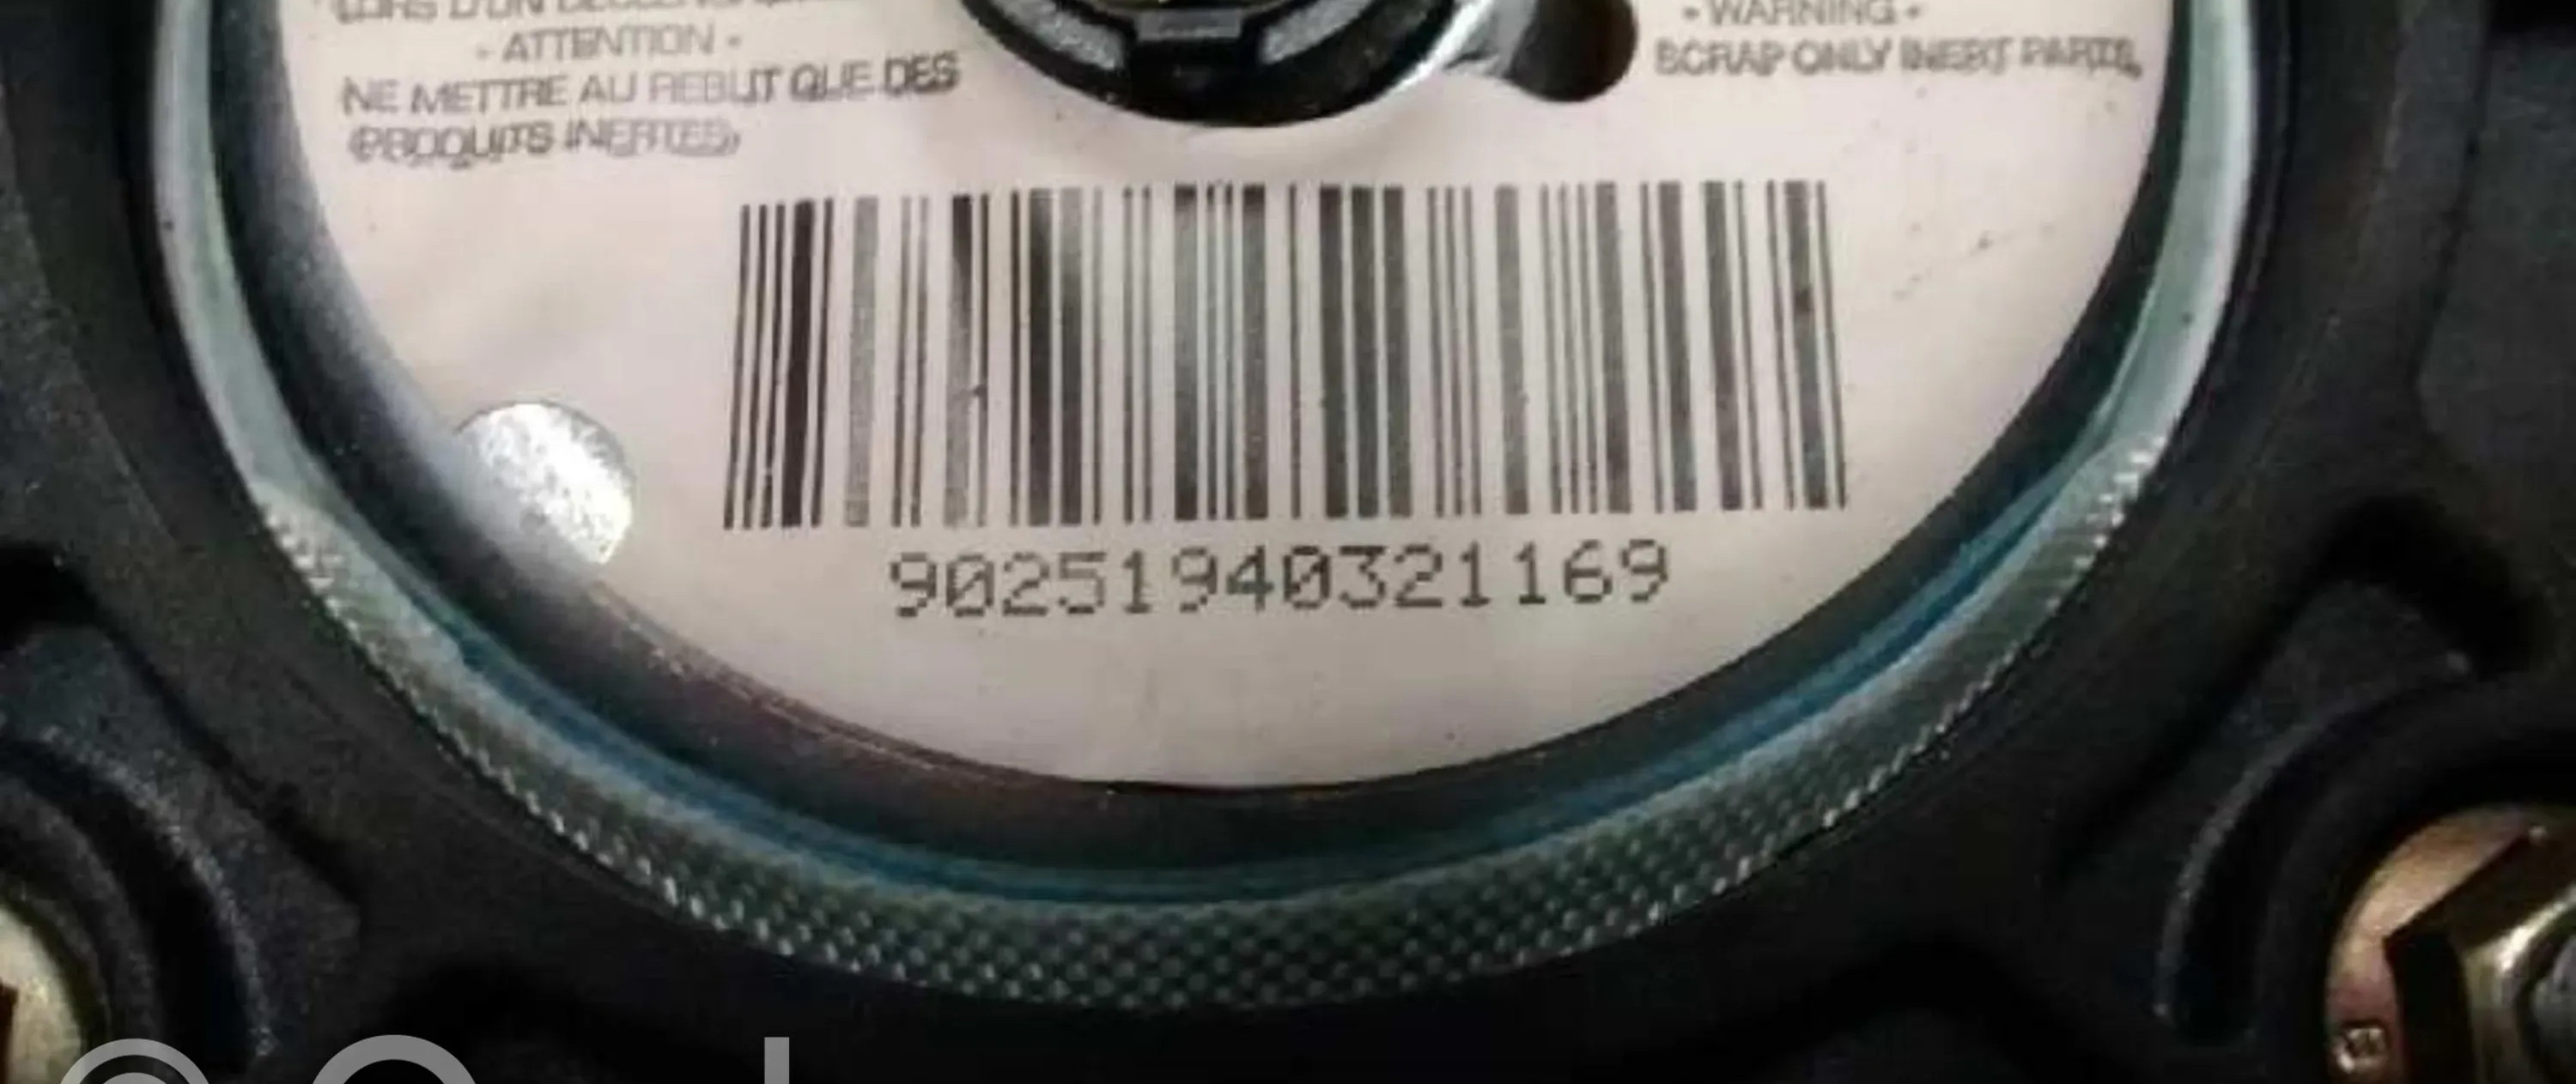 - ATTENTION -
NE METTRE AU REBUT QUE DES
PRODUITS INERTES
- WARNING -
SCRAP ONLY INERT PARTS
90251940321169